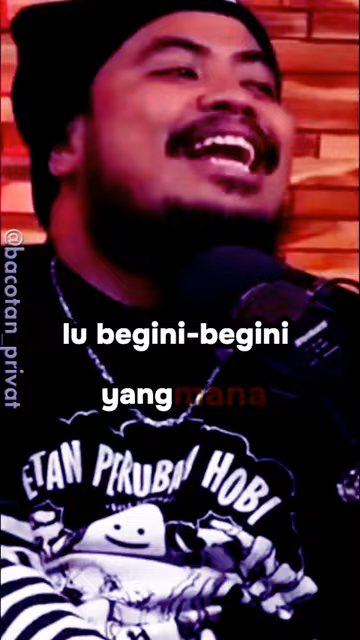 @bacotan_privat
lu begini-begini
yang mana
ETAN PERUBAH HOBI